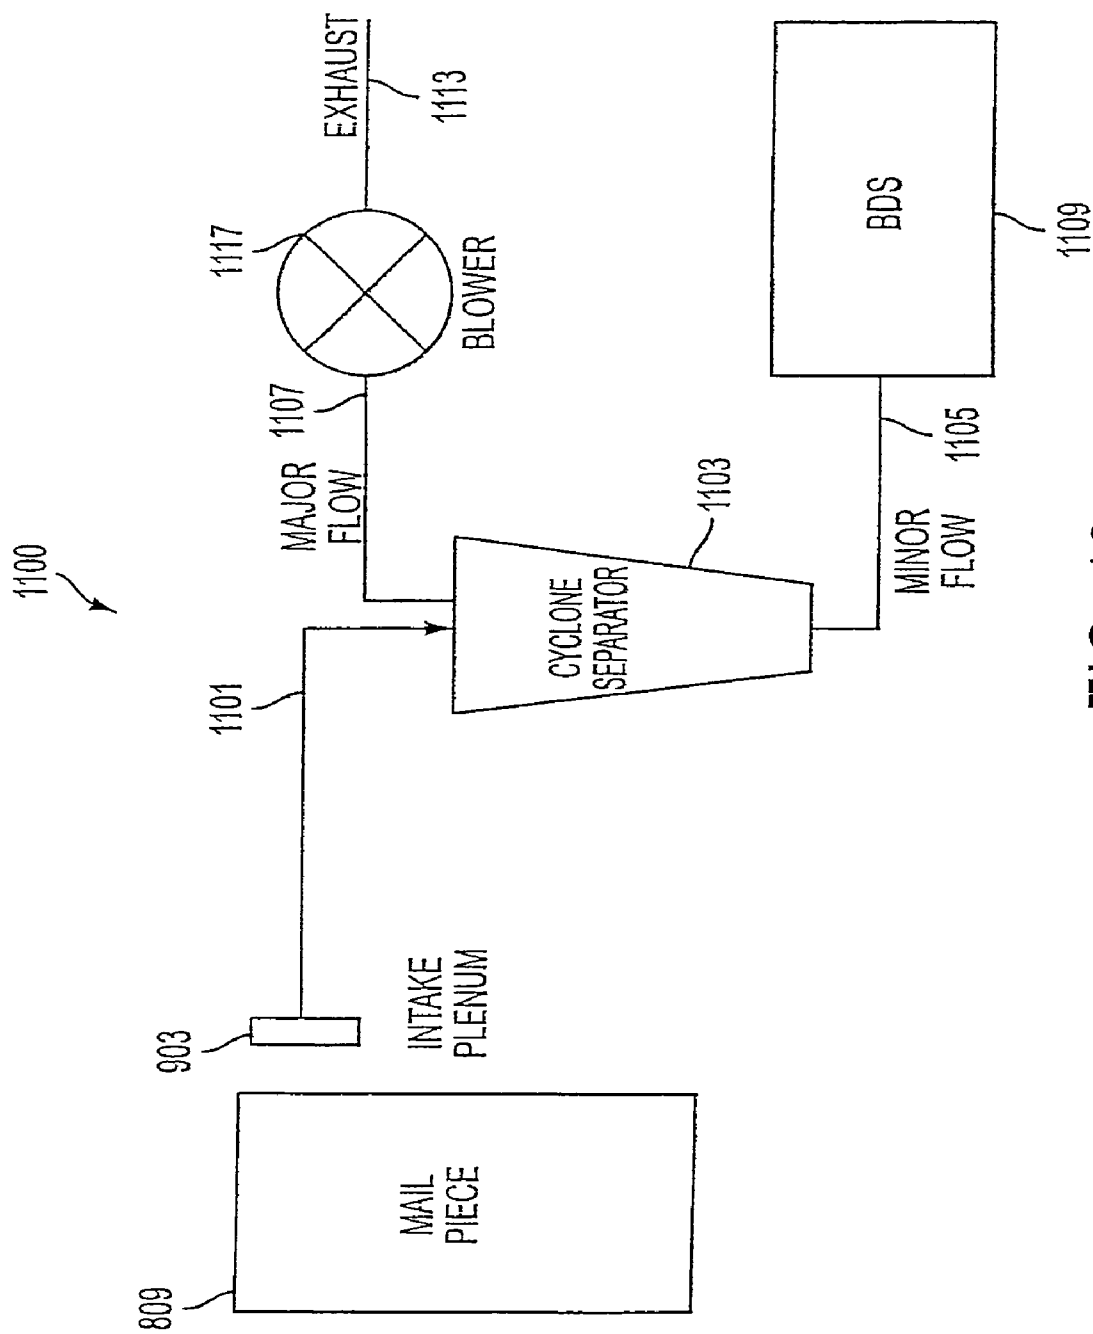 1100
809
903
1101
1117
MAJOR
FLOW
1107
EXHAUST
1113
MAIL
PIECE
INTAKE
PLENUM
BLOWER
CYCLONE
SEPARATOR
1103
BDS
MINOR
FLOW
1105
1109